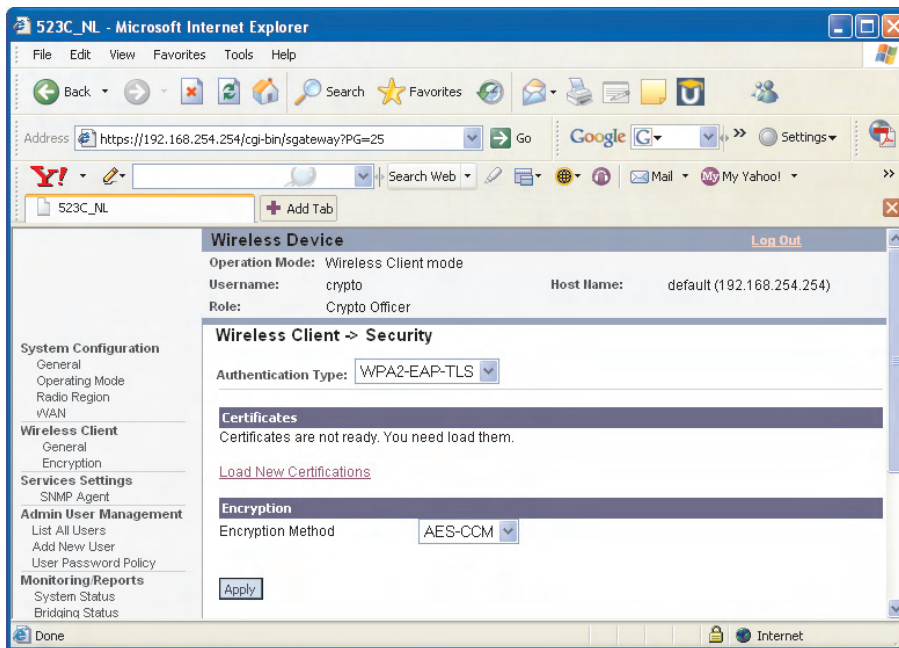 523C_NL - Microsoft Internet Explorer
File Edit View Favorites Tools Help
Back Search Favorites
Address https://192.168.254.254/cgi-bin/sgateway?PG=25 Go Google G Settings
Y! Search Web Mail My My Yahoo!
523C_NL Add Tab
Wireless Device Log Out
Operation Mode: Wireless Client mode
Username: crypto Host Name: default (192.168.254.254)
Role: Crypto Officer
Wireless Client -> Security
Authentication Type: WPA2-EAP-TLS
Certificates
Certificates are not ready. You need load them.
Load New Certifications
Encryption
Encryption Method AES-CCM
Apply
System Configuration
General
Operating Mode
Radio Region
WAN
Wireless Client
General
Encryption
Services Settings
SNMP Agent
Admin User Management
List All Users
Add New User
User Password Policy
Monitoring/Reports
System Status
Bridging Status
Done Internet